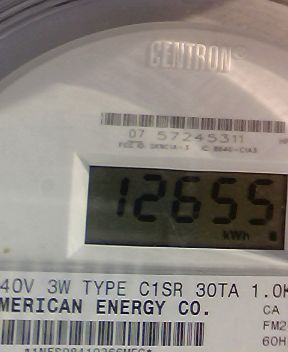 CENTRON®
07 57245311
12655
kWh
40V 3W TYPE C1SR 30TA 1.0K
MERICAN ENERGY CO.
CA
FM2
60H